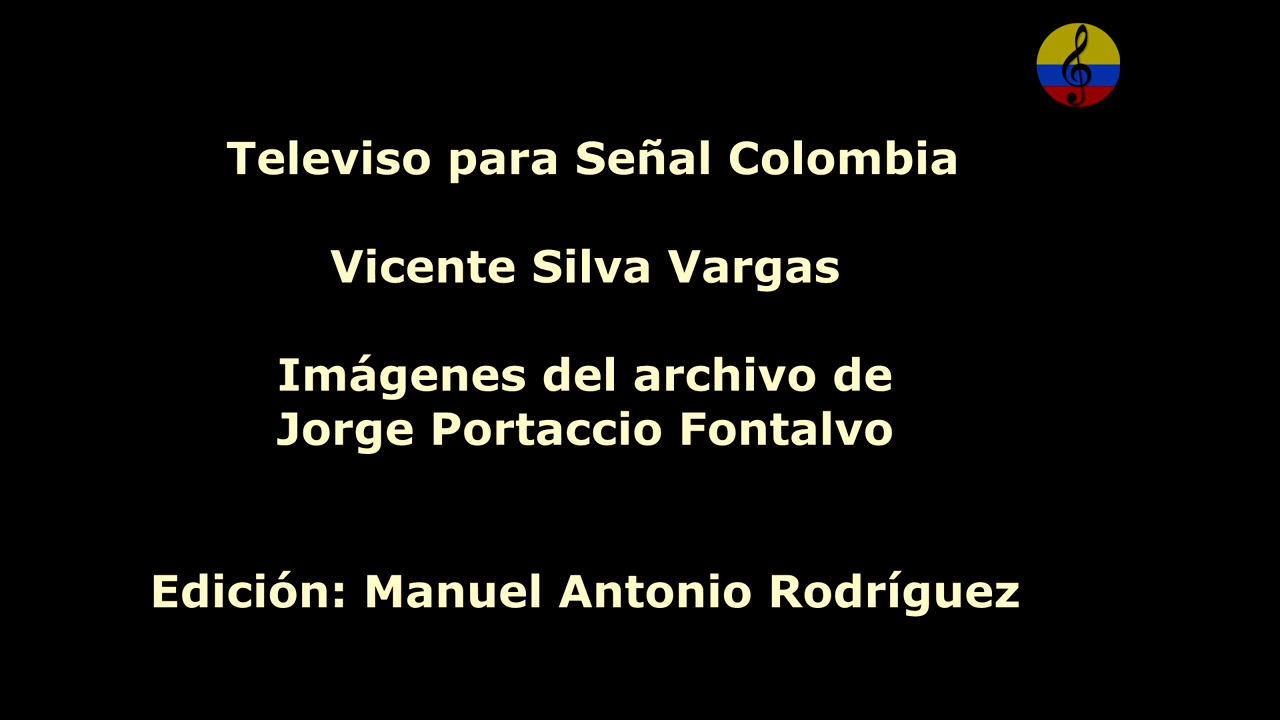 Televiso para Señal Colombia
Vicente Silva Vargas
Imágenes del archivo de
Jorge Portaccio Fontalvo
Edición: Manuel Antonio Rodríguez